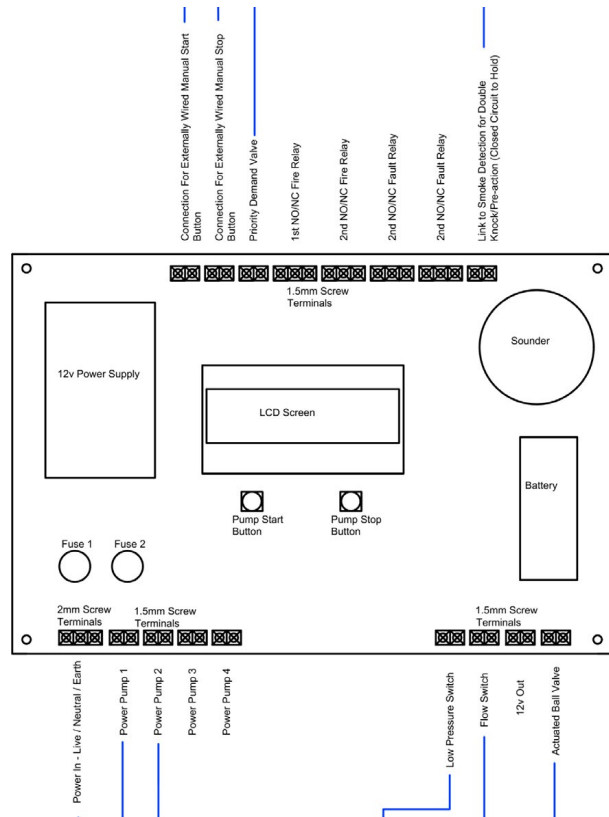 Connection For Externally Wired Manual Start
Button
Connection For Externally Wired Manual Stop
Button
Priority Demand Valve
1st NO/NC Fire Relay
2nd NO/NC Fire Relay
2nd NO/NC Fault Relay
2nd NO/NC Fault Relay
Link to Smoke Detection for Double
Knock/Pre-action (Closed Circuit to Hold)
1.5mm Screw
Terminals
12v Power Supply
LCD Screen
Sounder
Battery
Pump Start
Button
Pump Stop
Button
Fuse 1
Fuse 2
2mm Screw
Terminals
1.5mm Screw
Terminals
1.5mm Screw
Terminals
Power In - Live / Neutral / Earth
Power Pump 1
Power Pump 2
Power Pump 3
Power Pump 4
Low Pressure Switch
Flow Switch
12v Out
Actuated Ball Valve